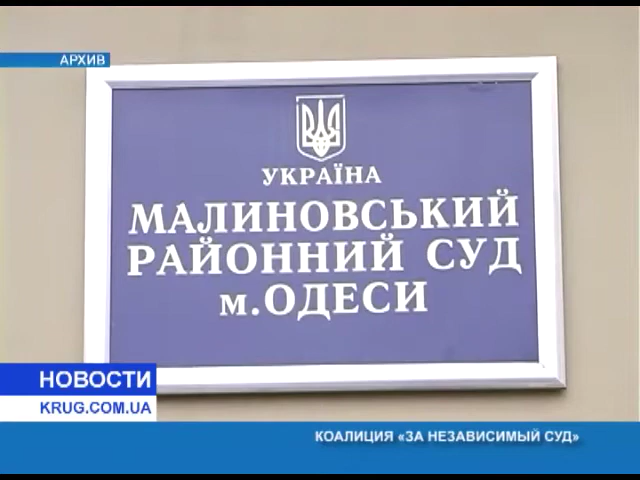 АРХИВ
УКРАЇНА
МАЛИНОВСЬКИЙ
РАЙОННИЙ СУД
м.ОДЕСИ
НОВОСТИ
KRUG.COM.UA
КОАЛИЦИЯ «ЗА НЕЗАВИСИМЫЙ СУД»